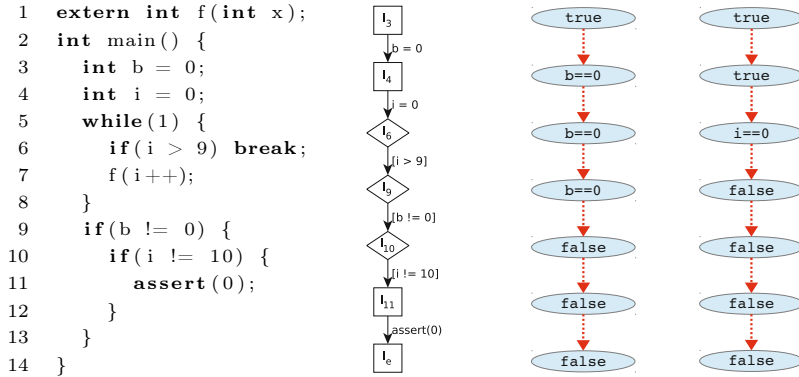 1 extern int f(int x);
2 int main() {
3 int b = 0;
4 int i = 0;
5 while(1) {
6 if(i > 9) break;
7 f(i++);
8 }
9 if(b != 0) {
10 if(i != 10) {
11 assert(0);
12 }
13 }
14 }
l3
b = 0
l4
i = 0
l6
[i > 9]
l9
[b != 0]
l10
[i != 10]
l11
assert(0)
le
true
b==0
b==0
b==0
false
false
false
true
true
i==0
false
false
false
false